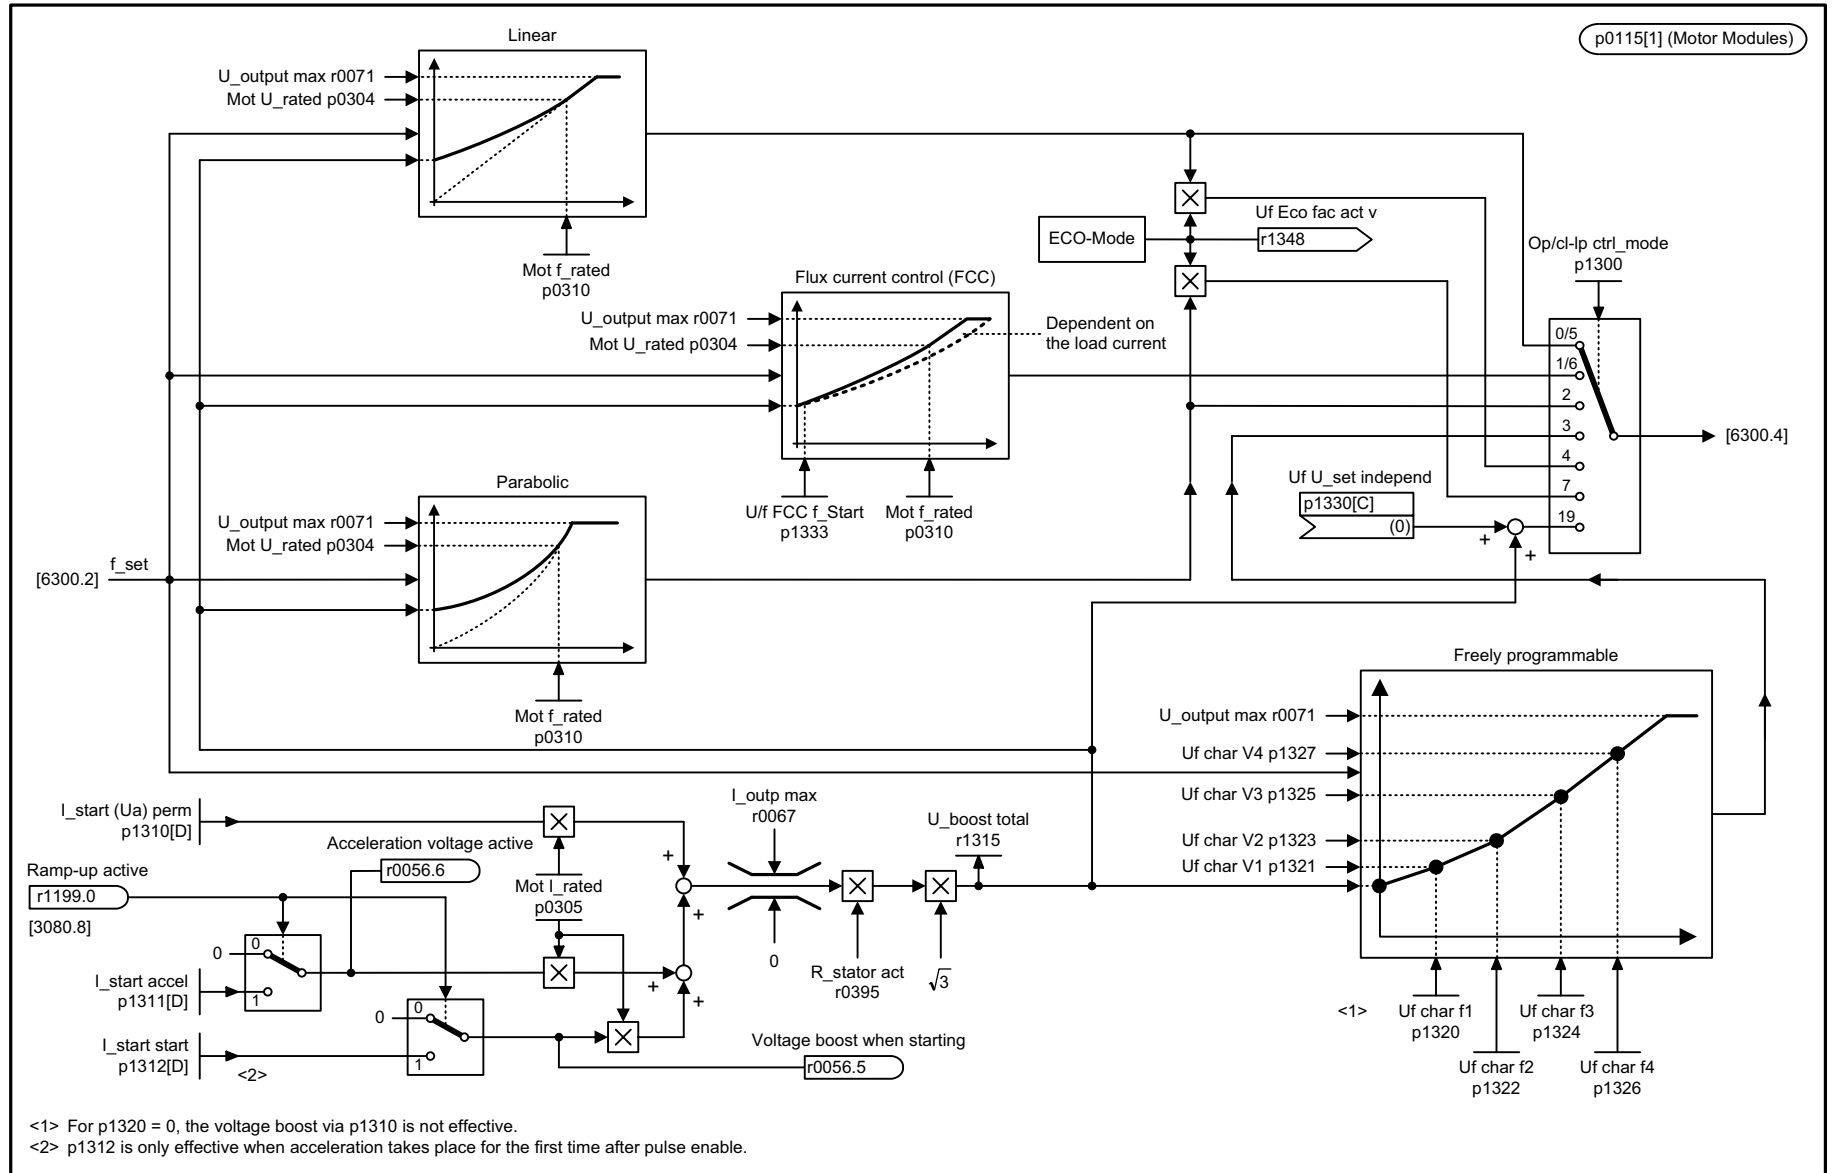 p0115[1] (Motor Modules)
Linear
U_output max r0071
Mot U_rated p0304
Mot f_rated
p0310
Uf Eco fac act v
ECO-Mode
r1348
Op/cl-lp ctrl_mode
p1300
Flux current control (FCC)
U_output max r0071
Mot U_rated p0304
Dependent on
the load current
U/f FCC f_Start
p1333
Mot f_rated
p0310
0/5
1/6
2
3
4
7
19
[6300.4]
Uf U_set independ
p1330[C]
(0)
+
+
Parabolic
U_output max r0071
Mot U_rated p0304
f_set
[6300.2]
Mot f_rated
p0310
Freely programmable
U_output max r0071
Uf char V4 p1327
Uf char V3 p1325
Uf char V2 p1323
Uf char V1 p1321
<1>
Uf char f1
p1320
Uf char f3
p1324
Uf char f2
p1322
Uf char f4
p1326
I_start (Ua) perm
p1310[D]
Acceleration voltage active
r0056.6
Ramp-up active
r1199.0
[3080.8]
Mot I_rated
p0305
0
0
1
I_start accel
p1311[D]
0
0
1
I_start start
p1312[D]
<2>
+
+
+
+
I_outp max
r0067
0
R_stator act
r0395
√3
U_boost total
r1315
Voltage boost when starting
r0056.5
<1> For p1320 = 0, the voltage boost via p1310 is not effective.
<2> p1312 is only effective when acceleration takes place for the first time after pulse enable.